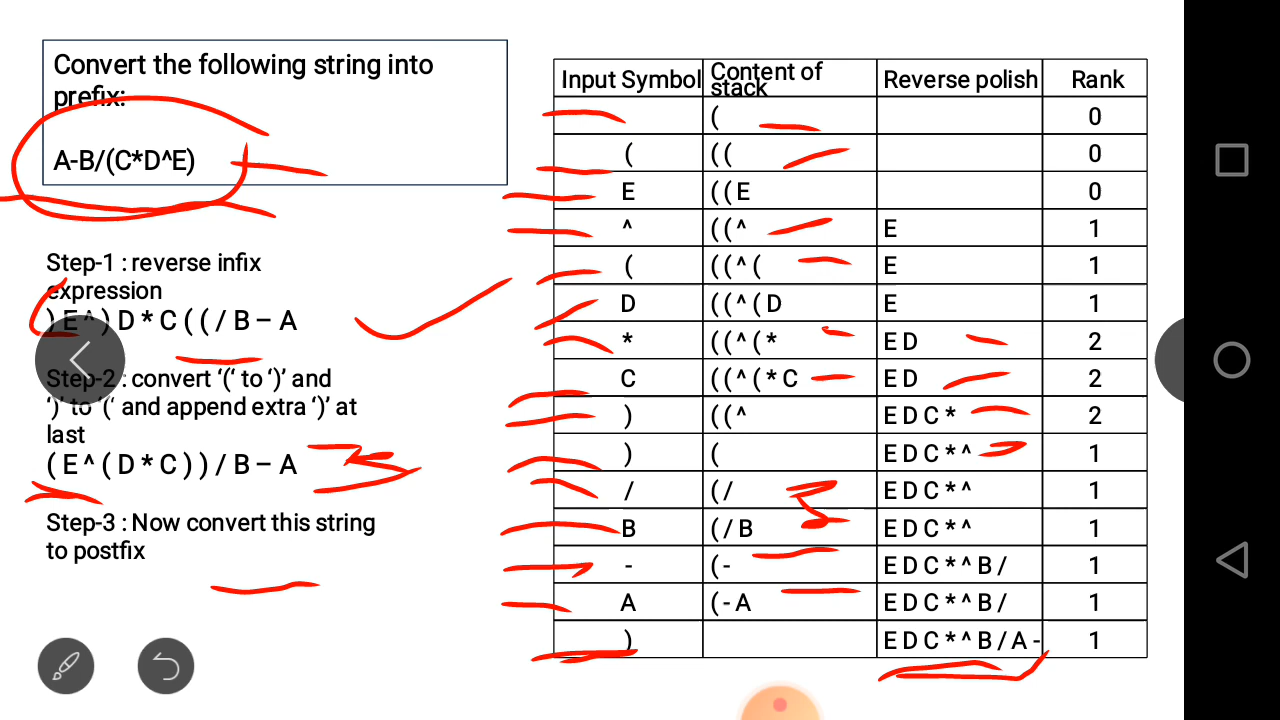 Convert the following string into
prefix:
A-B/(C*D^E)
Step-1 : reverse infix
expression
) E ^ ) D * C ( ( / B – A
Step-2 : convert ‘(‘ to ‘)’ and
‘)’ to ‘(‘ and append extra ‘)’ at
last
( E ^ ( D * C ) ) / B – A
Step-3 : Now convert this string
to postfix
Input Symbol Content of stack Reverse polish Rank
( 0
( ( ( 0
E ( ( E 0
^ ( ( ^ E 1
( ( ( ^ ( E 1
D ( ( ^ ( D E 1
* ( ( ^ ( * E D 2
C ( ( ^ ( * C E D 2
) ( ( ^ E D C * 2
) ( E D C * ^ 1
/ ( / E D C * ^ 1
B ( / B E D C * ^ 1
- ( - E D C * ^ B / 1
A ( - A E D C * ^ B / 1
) E D C * ^ B / A - 1